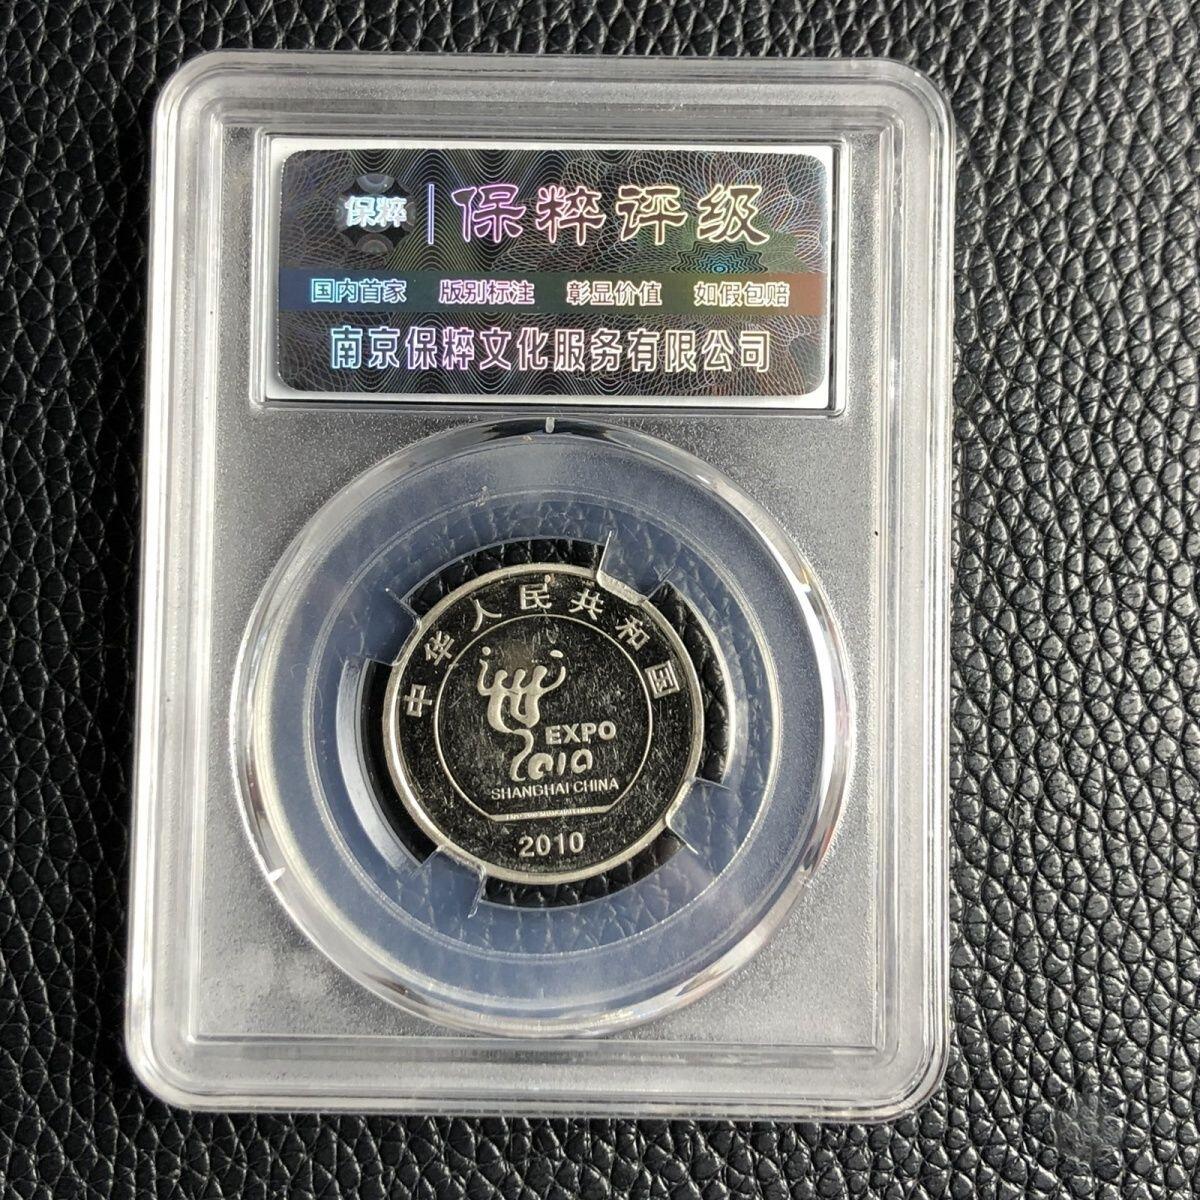 保粹
保粹评级
国内首家 版别标注 彰显价值 如假包赔
南京保粹文化服务有限公司
中华人民共和国
EXPO
2010
SHANGHAI CHINA
2010